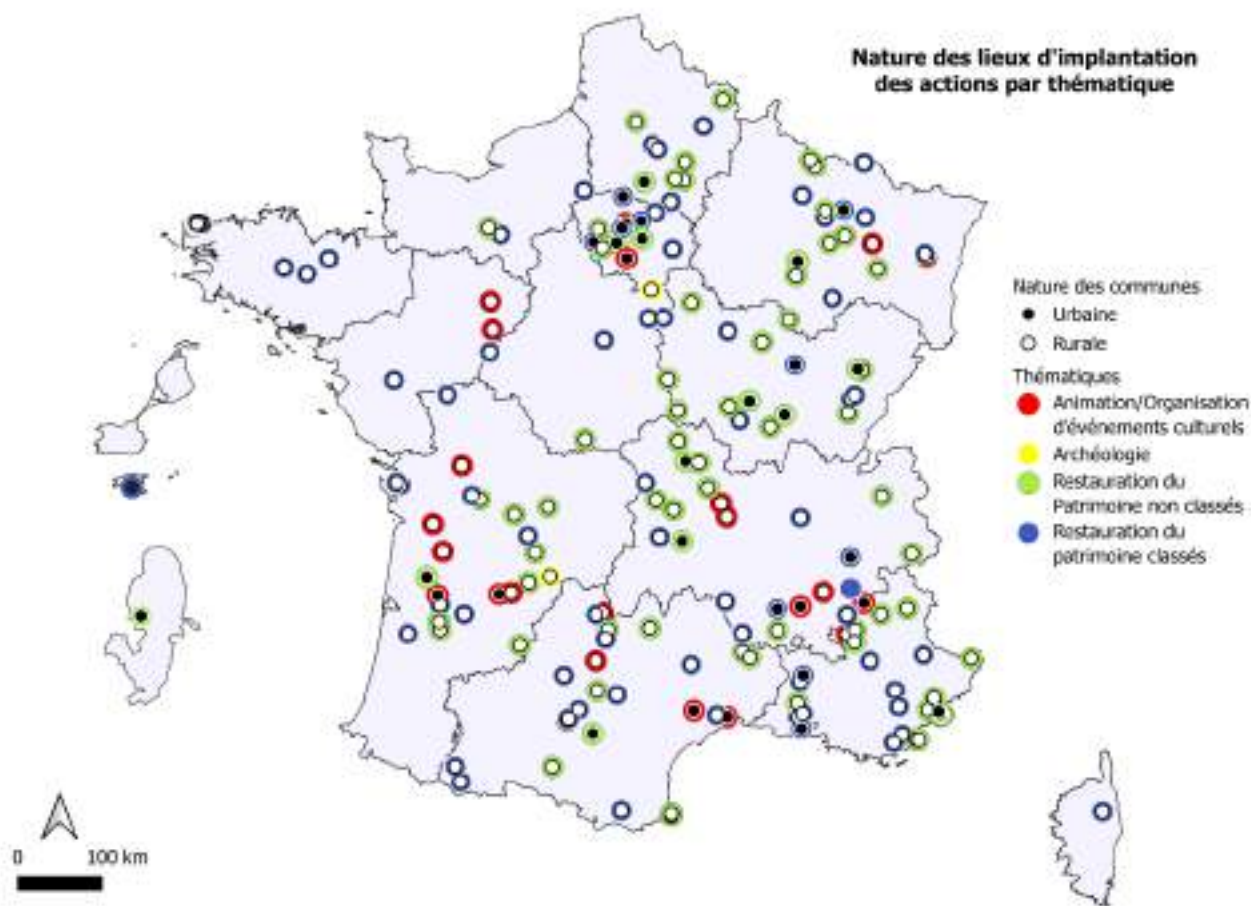 Nature des lieux d'implantation
des actions par thématique
Nature des communes
Urbaine
Rurale
Thématiques
Animation/Organisation
d'événements culturels
Archéologie
Restauration du
Patrimoine non classés
Restauration du
patrimoine classés
0 100 km